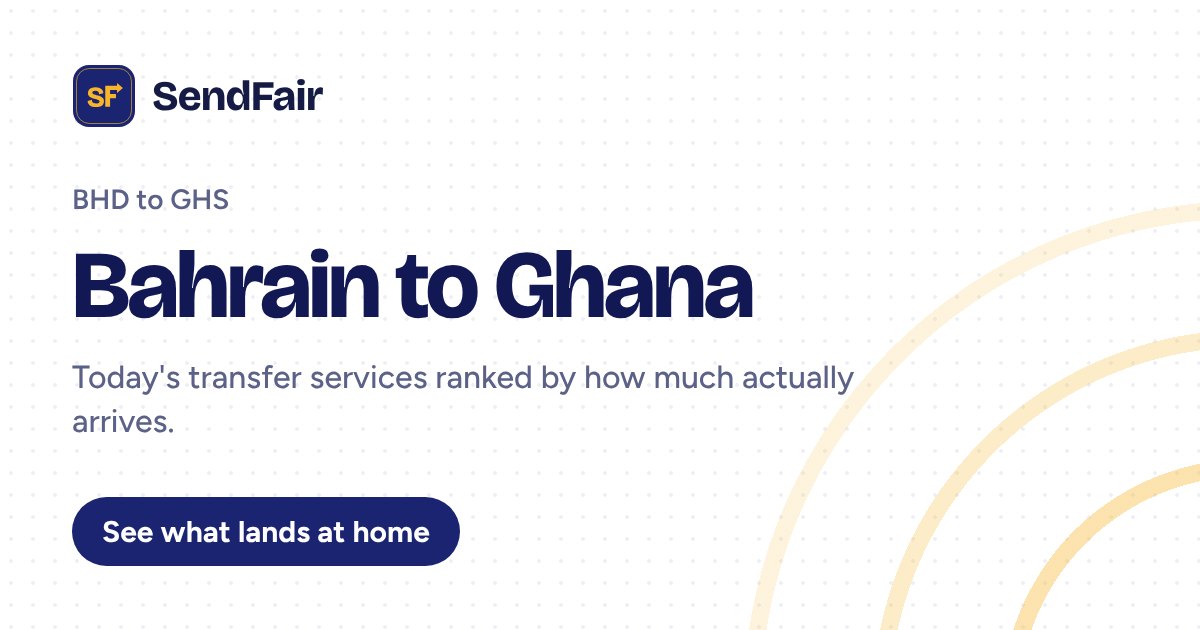 SF
SendFair
BHD to GHS
Bahrain to Ghana
Today's transfer services ranked by how much actually
arrives.
See what lands at home